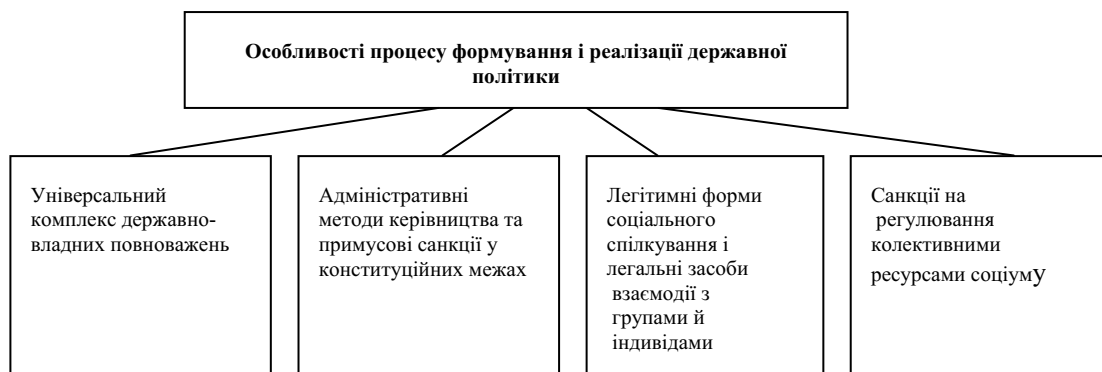 Особливості процесу формування і реалізації державної
політики
Універсальний
комплекс державно-
владних повноважень
Адміністративні
методи керівництва та
примусові санкції у
конституційних межах
Легітимні форми
соціального
спілкування і
легальні засоби
взаємодії з
групами й
індивідами
Санкції на
регулювання
колективними
ресурсами соціуму